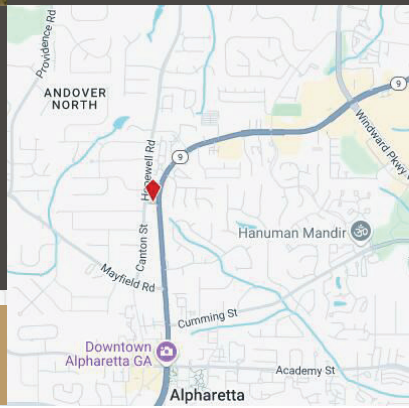 Providence Rd
ANDOVER
NORTH
9
9
Windward Pkwy
Hopewell Rd
Canton St
Hanuman Mandir
Mayfield Rd
Cumming St
Downtown
Alpharetta GA
Academy St
Alpharetta